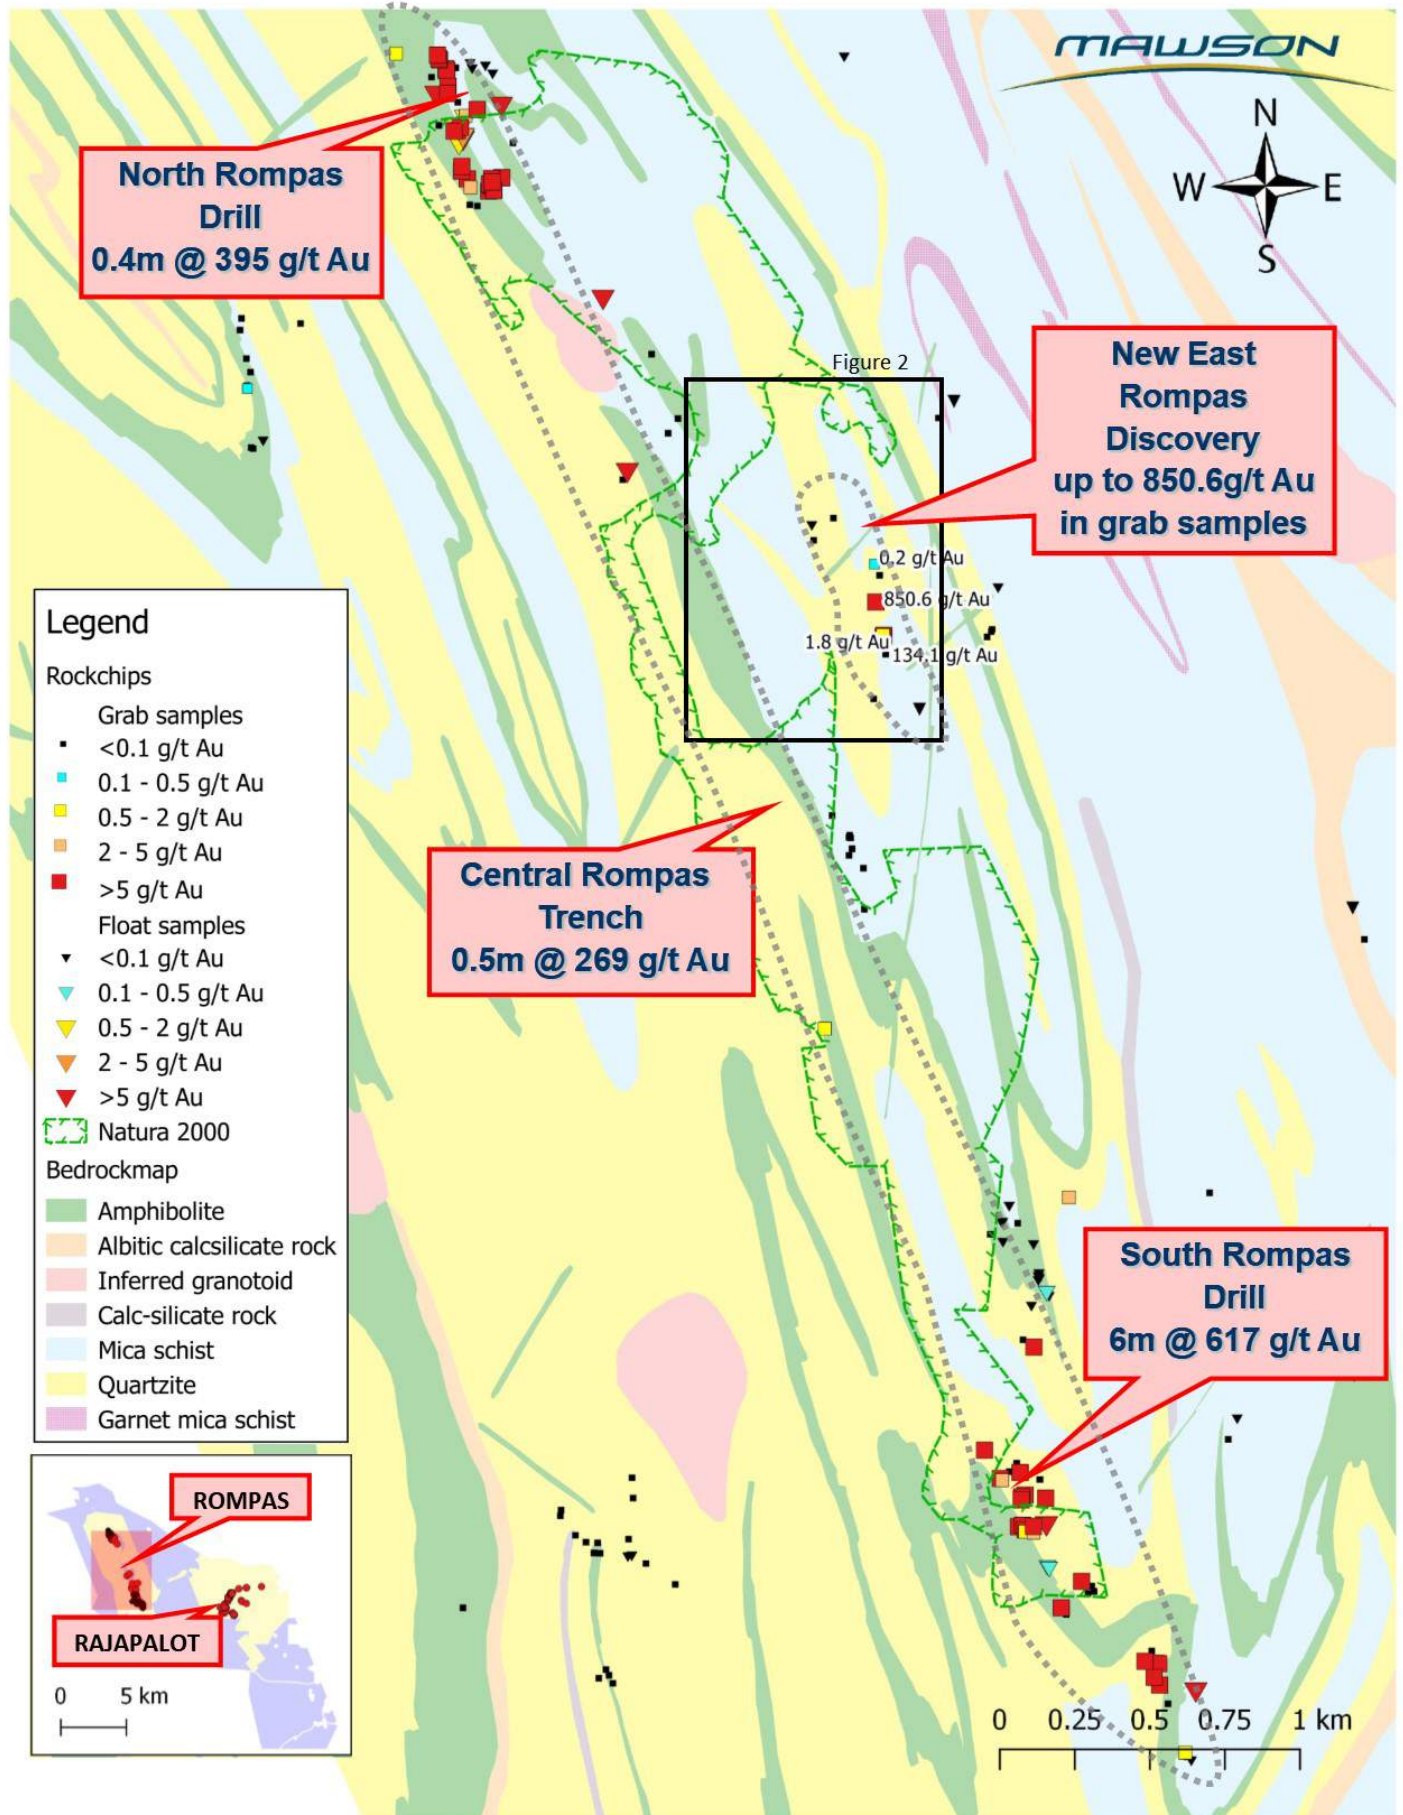 MAWSON
N
W E
S
North Rompas
Drill
0.4m @ 395 g/t Au
Figure 2
New East
Rompas
Discovery
up to 850.6g/t Au
in grab samples
0.2 g/t Au
850.6 g/t Au
1.8 g/t Au
134.1 g/t Au
Central Rompas
Trench
0.5m @ 269 g/t Au
South Rompas
Drill
6m @ 617 g/t Au
Legend
Rockchips
Grab samples
<0.1 g/t Au
0.1 - 0.5 g/t Au
0.5 - 2 g/t Au
2 - 5 g/t Au
>5 g/t Au
Float samples
<0.1 g/t Au
0.1 - 0.5 g/t Au
0.5 - 2 g/t Au
2 - 5 g/t Au
>5 g/t Au
Natura 2000
Bedrockmap
Amphibolite
Albitic calcsilicate rock
Inferred granotoid
Calc-silicate rock
Mica schist
Quartzite
Garnet mica schist
ROMPAS
RAJAPALOT
0 5 km
0 0.25 0.5 0.75 1 km